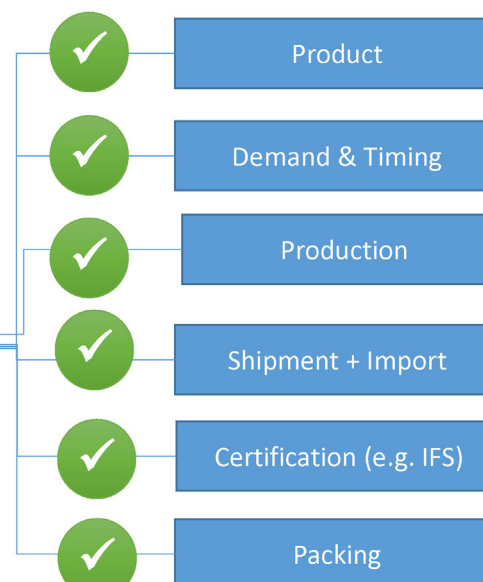 Product
Demand & Timing
Production
Shipment + Import
Certification (e.g. IFS)
Packing